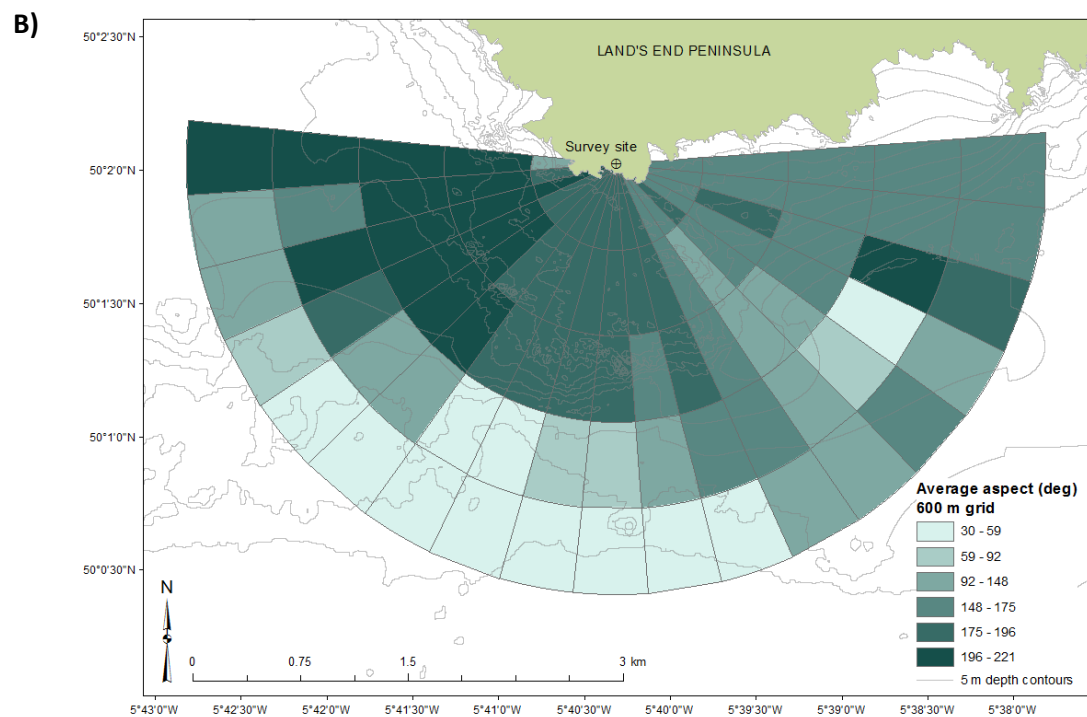 B)
50°2'30"N
50°2'0"N
50°1'30"N
50°1'0"N
50°0'30"N
LAND'S END PENINSULA
Survey site
N
0 0.75 1.5 3 km
Average aspect (deg)
600 m grid
30 - 59
59 - 92
92 - 148
148 - 175
175 - 196
196 - 221
5 m depth contours
5°43'0"W 5°42'30"W 5°42'0"W 5°41'30"W 5°41'0"W 5°40'30"W 5°40'0"W 5°39'30"W 5°39'0"W 5°38'30"W 5°38'0"W